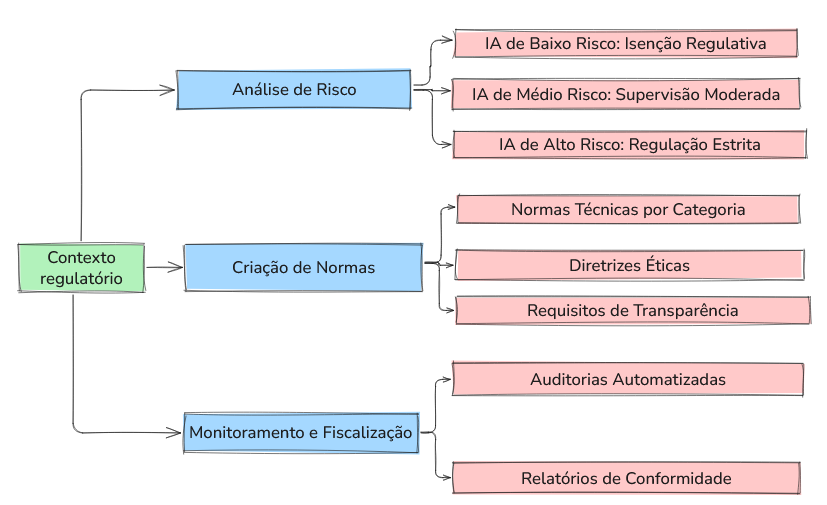 Contexto
regulatório
Análise de Risco
IA de Baixo Risco: Isenção Regulativa
IA de Médio Risco: Supervisão Moderada
IA de Alto Risco: Regulação Estrita
Criação de Normas
Normas Técnicas por Categoria
Diretrizes Éticas
Requisitos de Transparência
Monitoramento e Fiscalização
Auditorias Automatizadas
Relatórios de Conformidade